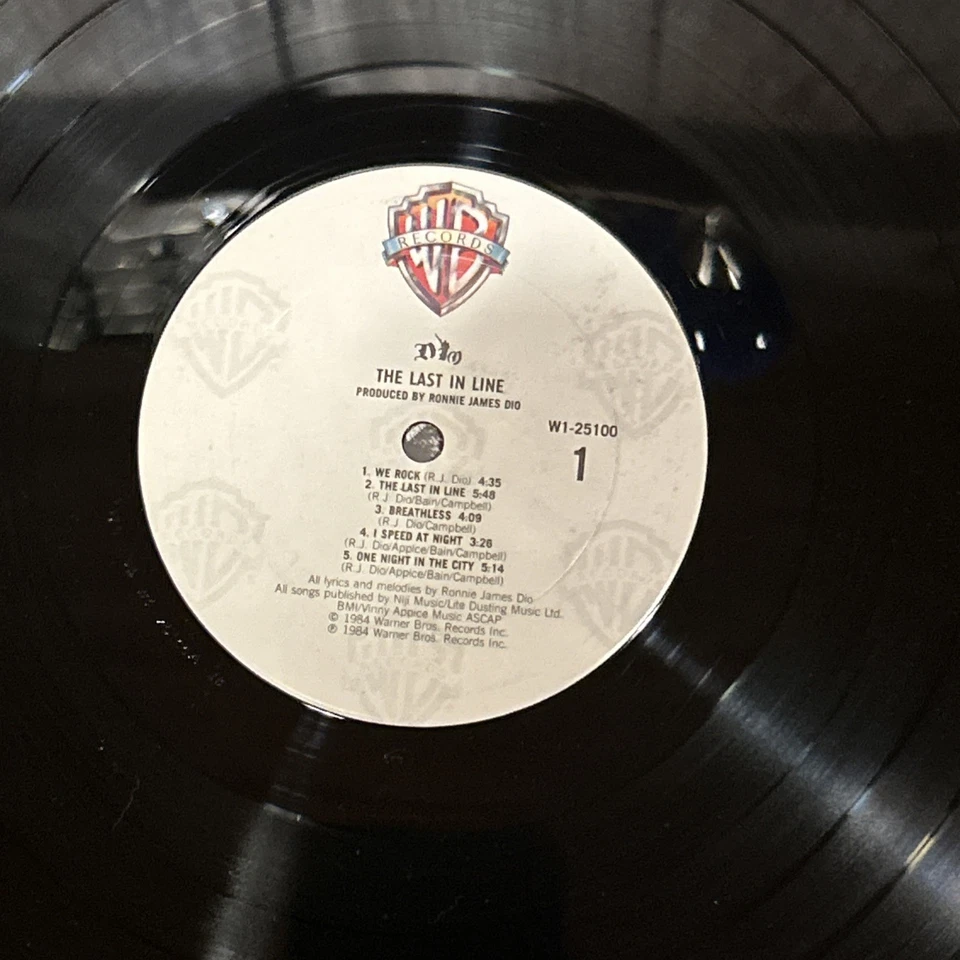 WB
RECORDS
Dio
THE LAST IN LINE
PRODUCED BY RONNIE JAMES DIO
W1-25100
1
1. WE ROCK (R.J. Dio) 4:35
2. THE LAST IN LINE 5:48
(R.J. Dio/Bain/Campbell)
3. BREATHLESS 4:09
(R.J. Dio/Campbell)
4. I SPEED AT NIGHT 3:26
(R.J. Dio/Appice/Bain/Campbell)
5. ONE NIGHT IN THE CITY 5:14
(R.J. Dio/Appice/Bain/Campbell)
All lyrics and melodies by Ronnie James Dio
All songs published by Niji Music/Lite Dusting Music Ltd.
BMI/Vinny Appice Music ASCAP
© 1984 Warner Bros. Records Inc.
℗ 1984 Warner Bros. Records Inc.